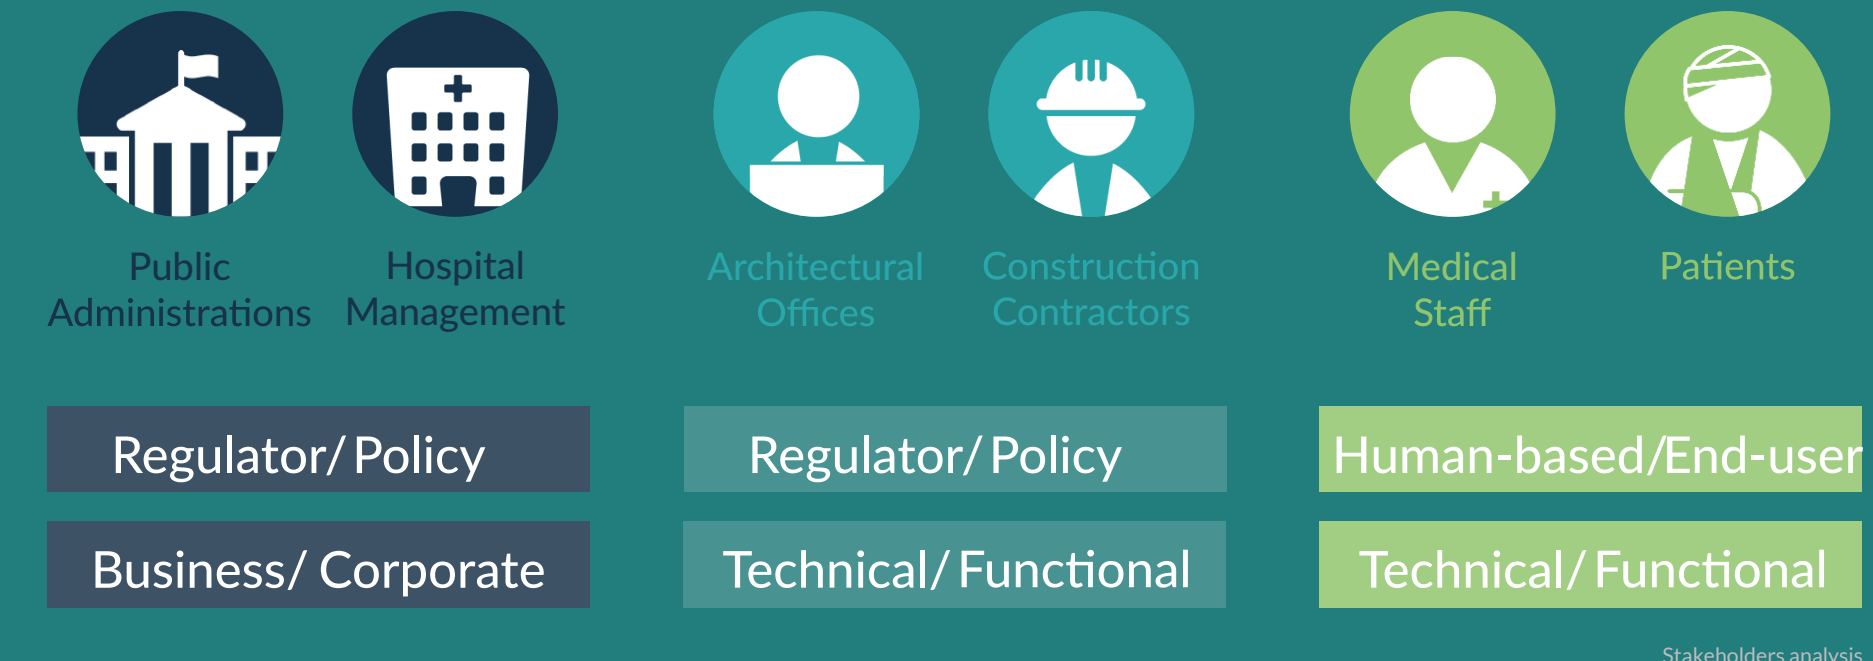 Public
Administrations
Hospital
Management
Architectural
Offices
Construction
Contractors
Medical
Staff
Patients
Regulator/ Policy
Regulator/ Policy
Human-based/End-user
Business/ Corporate
Technical/ Functional
Technical/ Functional
Stakeholders analysis